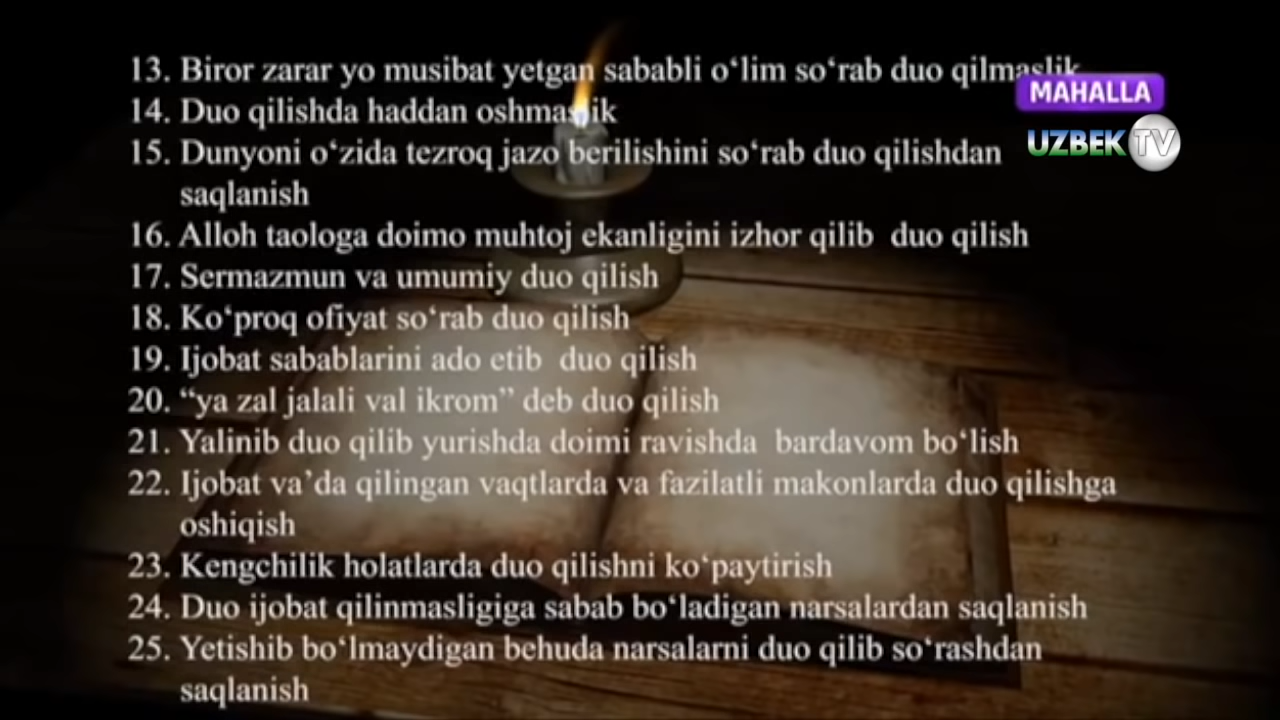 13. Biror zarar yo musibat yetgan sababli o‘lim so‘rab duo qilmaslik
MAHALLA
14. Duo qilishda haddan oshmaslik
UZBEK TV
15. Dunyoni o‘zida tezroq jazo berilishini so‘rab duo qilishdan
saqlanish
16. Alloh taologa doimo muhtoj ekanligini izhor qilib  duo qilish
17. Sermazmun va umumiy duo qilish
18. Ko‘proq ofiyat so‘rab duo qilish
19. Ijobat sabablarini ado etib  duo qilish
20. “ya zal jalali val ikrom” deb duo qilish
21. Yalinib duo qilib yurishda doimi ravishda  bardavom bo‘lish
22. Ijobat va’da qilingan vaqtlarda va fazilatli makonlarda duo qilishga
oshiqish
23. Kengchilik holatlarda duo qilishni ko‘paytirish
24. Duo ijobat qilinmasligiga sabab bo‘ladigan narsalardan saqlanish
25. Yetishib bo‘lmaydigan behuda narsalarni duo qilib so‘rashdan
saqlanish